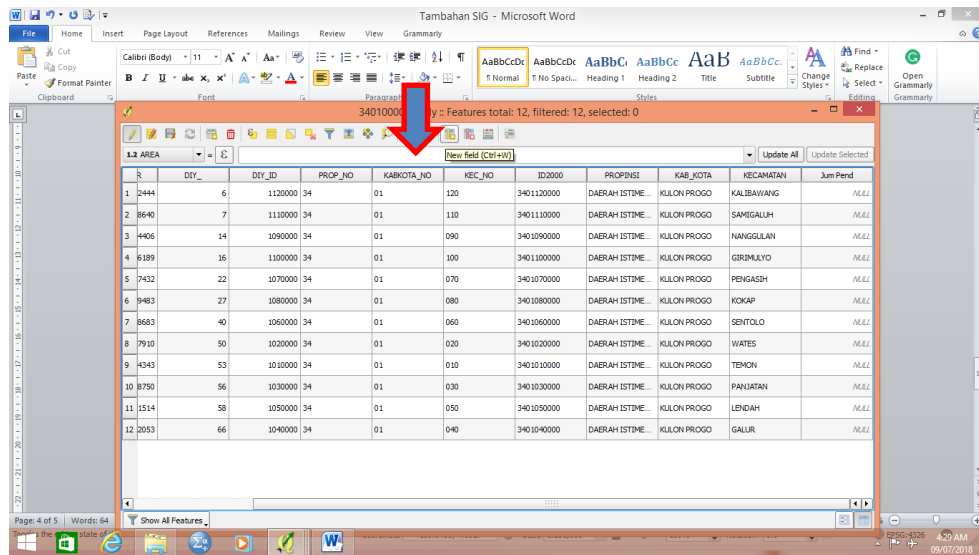 Tambahan SIG - Microsoft Word
File Home Insert Page Layout References Mailings Review View Grammarly
Cut
Copy
Format Painter
Paste
Clipboard
Calibri (Body) 11
Font
Paragraph
AaBbCcDc AaBbCcDc AaBbC AaBbCc AaB AaBbCc.
¶ Normal ¶ No Spaci... Heading 1 Heading 2 Title Subtitle
Styles
Change Styles
Find
Replace
Select
Editing
Open Grammarly
Grammarly
:: Features total: 12, filtered: 12, selected: 0
1.2 AREA = ε Update All Update Selected
New field (Ctrl+W)
R DIY_ DIY_ID PROP_NO KABKOTA_NO KEC_NO ID2000 PROPINSI KAB_KOTA KECAMATAN Jum Pend
1 2444 6 1120000 34 01 120 3401120000 DAERAH ISTIME... KULON PROGO KALIBAWANG NULL
2 8640 7 1110000 34 01 110 3401110000 DAERAH ISTIME... KULON PROGO SAMIGALUH NULL
3 4406 14 1090000 34 01 090 3401090000 DAERAH ISTIME... KULON PROGO NANGGULAN NULL
4 6189 16 1100000 34 01 100 3401100000 DAERAH ISTIME... KULON PROGO GIRIMULYO NULL
5 7432 22 1070000 34 01 070 3401070000 DAERAH ISTIME... KULON PROGO PENGASIH NULL
6 9483 27 1080000 34 01 080 3401080000 DAERAH ISTIME... KULON PROGO KOKAP NULL
7 8683 40 1060000 34 01 060 3401060000 DAERAH ISTIME... KULON PROGO SENTOLO NULL
8 7910 50 1020000 34 01 020 3401020000 DAERAH ISTIME... KULON PROGO WATES NULL
9 4343 53 1010000 34 01 010 3401010000 DAERAH ISTIME... KULON PROGO TEMON NULL
10 8750 56 1030000 34 01 030 3401030000 DAERAH ISTIME... KULON PROGO PANJATAN NULL
11 1514 58 1050000 34 01 050 3401050000 DAERAH ISTIME... KULON PROGO LENDAH NULL
12 2053 66 1040000 34 01 040 3401040000 DAERAH ISTIME... KULON PROGO GALUR NULL
Show All Features
Page: 4 of 5 Words: 64
EPSG:4326
4:29 AM
09/07/2018